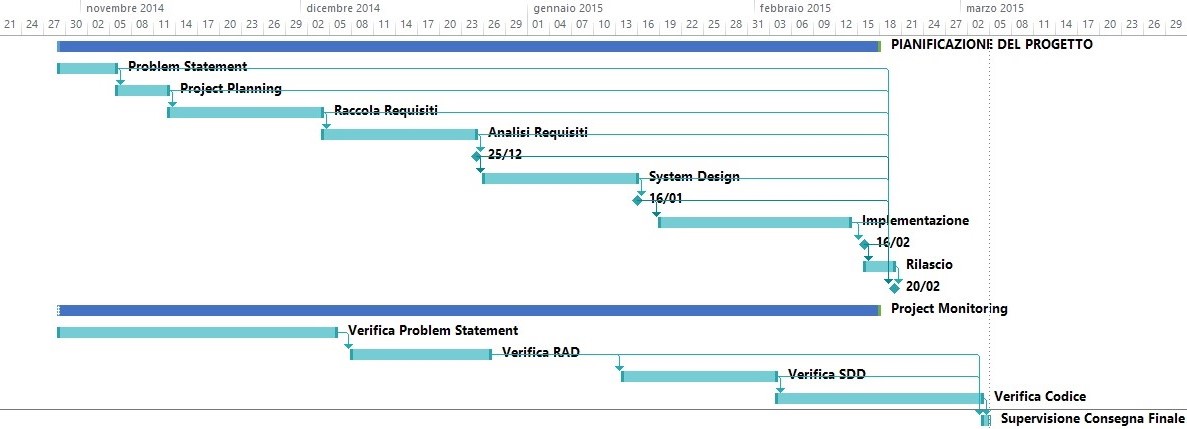 novembre 2014 dicembre 2014 gennaio 2015 febbraio 2015 marzo 2015
21 24 27 30 02 05 08 11 14 17 20 23 26 29 02 05 08 11 14 17 20 23 26 29 01 04 07 10 13 16 19 22 25 28 31 03 06 09 12 15 18 21 24 27 02 05 08 11 14 17 20 23 26 29
PIANIFICAZIONE DEL PROGETTO
Problem Statement
Project Planning
Raccola Requisiti
Analisi Requisiti
25/12
System Design
16/01
Implementazione
16/02
Rilascio
20/02
Project Monitoring
Verifica Problem Statement
Verifica RAD
Verifica SDD
Verifica Codice
Supervisione Consegna Finale